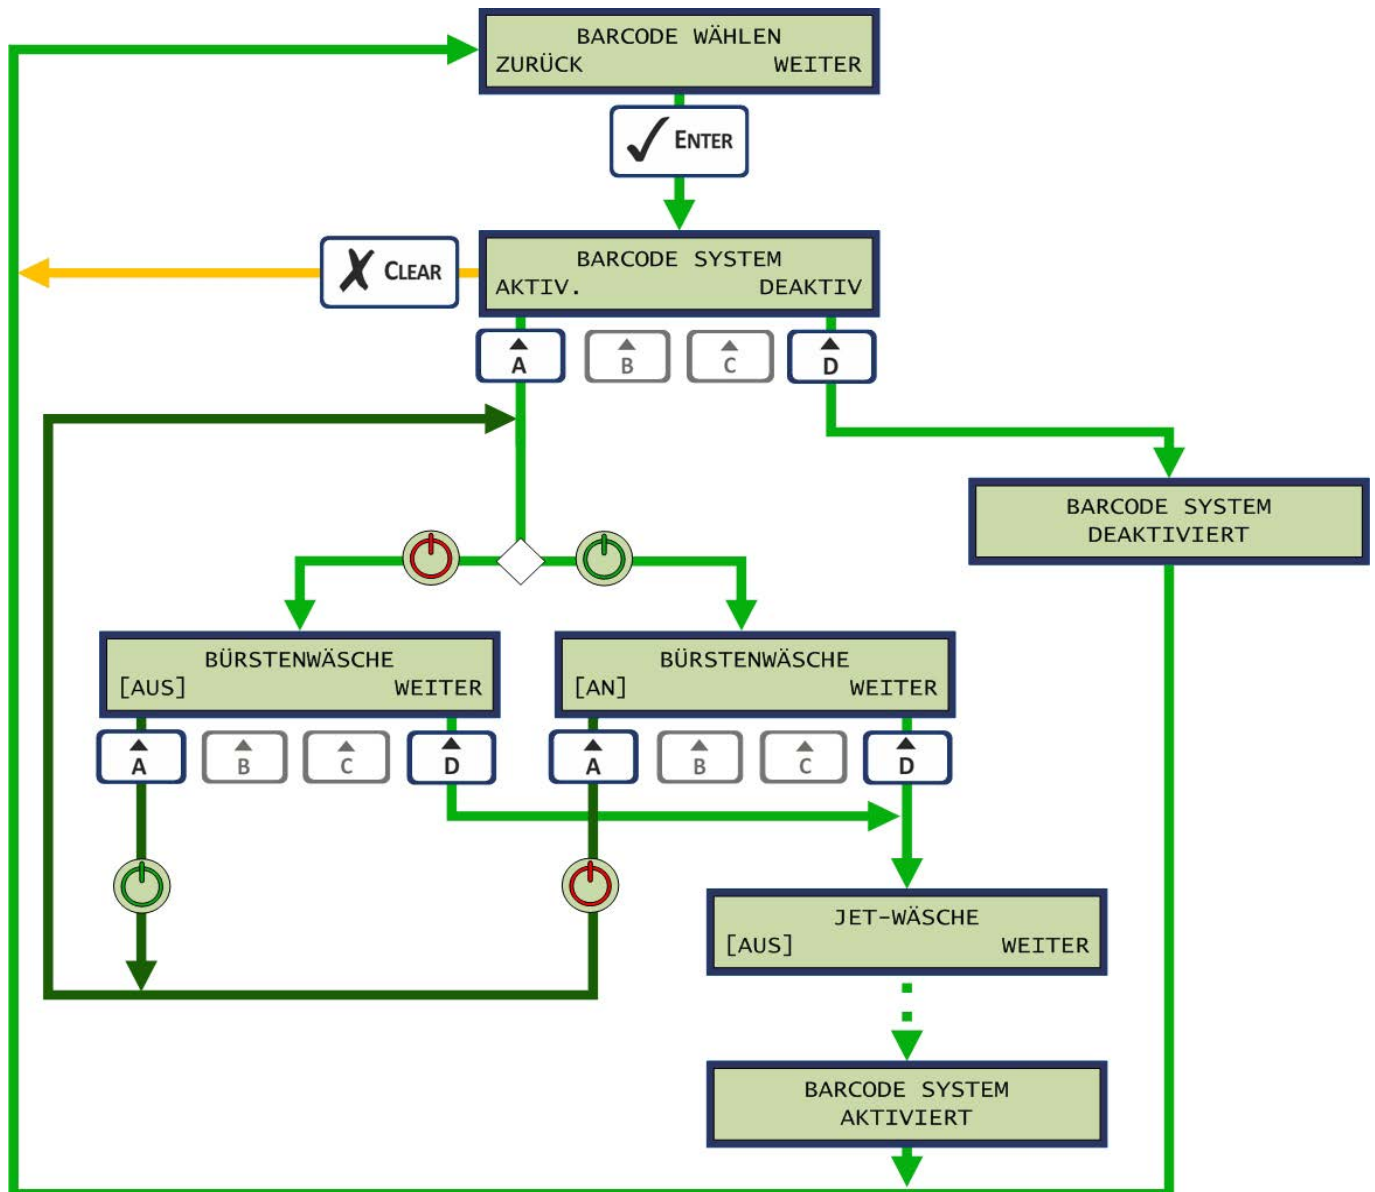 BARCODE WÄHLEN
ZURÜCK WEITER
ENTER
BARCODE SYSTEM
AKTIV. DEAKTIV
CLEAR
A B C D
BARCODE SYSTEM
DEAKTIVIERT
BÜRSTENWÄSCHE
[AUS] WEITER
A B C D
BÜRSTENWÄSCHE
[AN] WEITER
A B C D
JET-WÄSCHE
[AUS] WEITER
BARCODE SYSTEM
AKTIVIERT